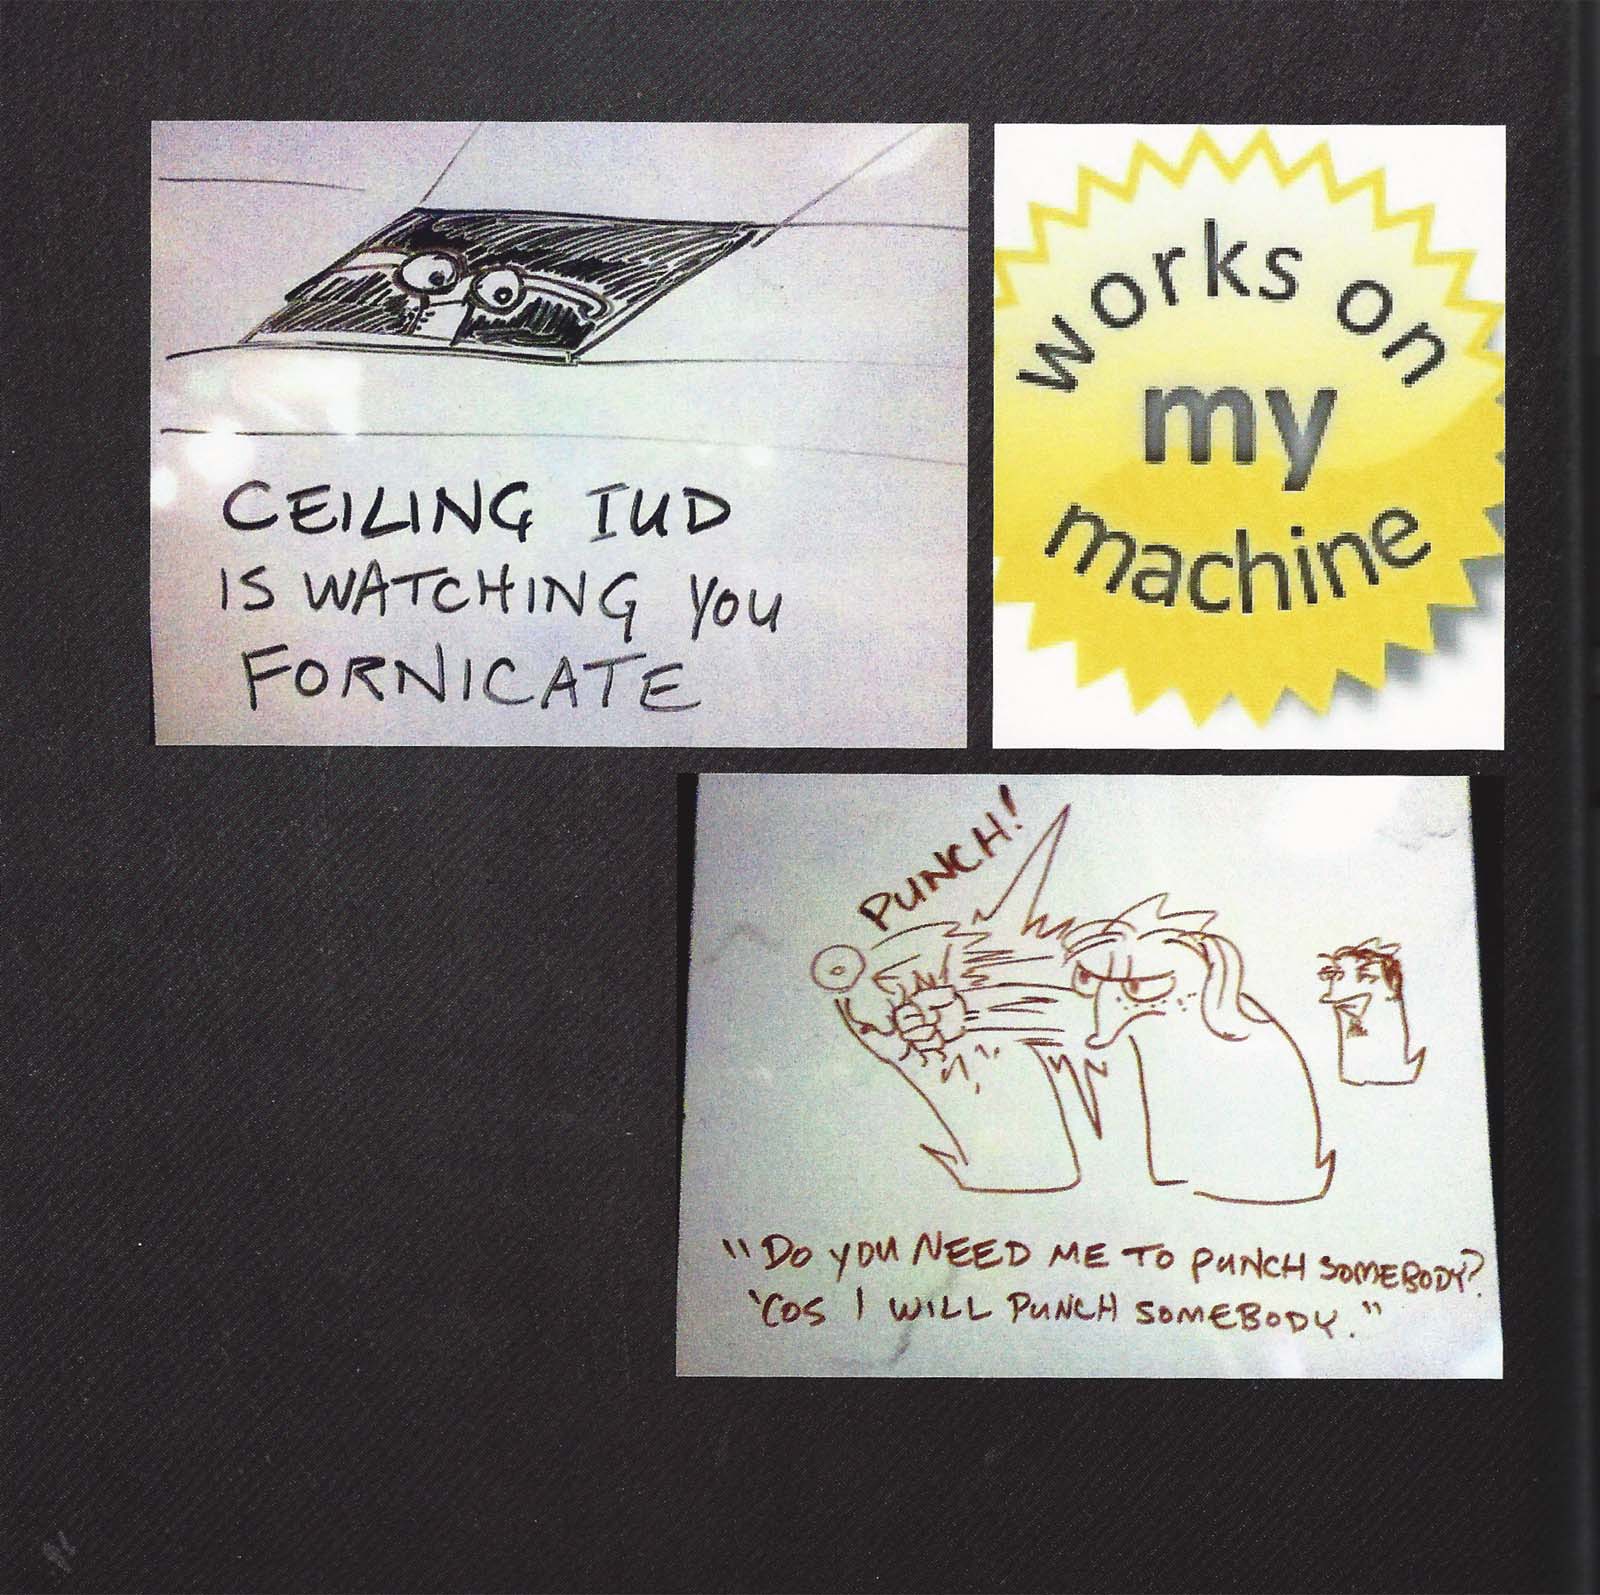 CEILING IUD
IS WATCHING YOU
FORNICATE
works on
my
machine
PUNCH!
"DO YOU NEED ME TO PUNCH SOMEBODY?
'COS I WILL PUNCH SOMEBODY."